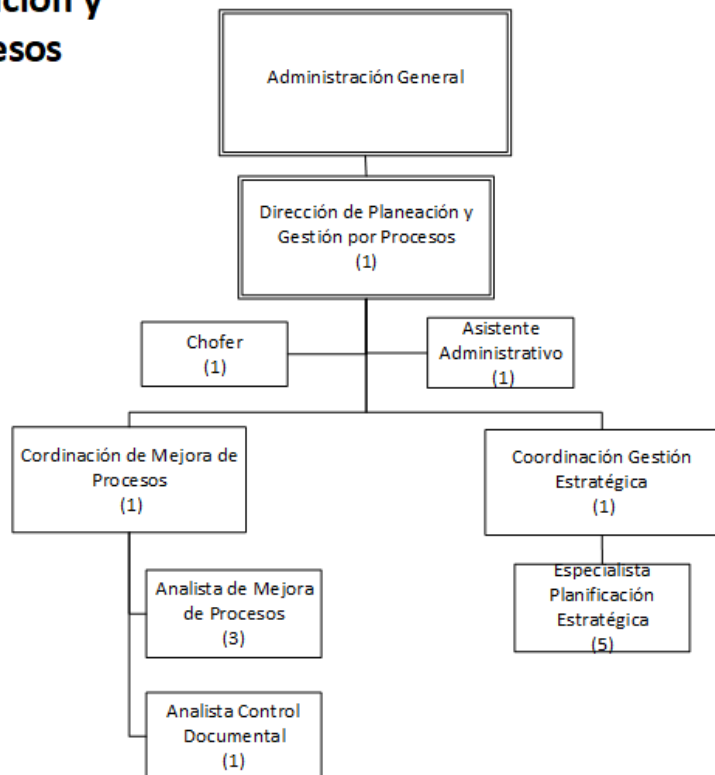 y
esos
Administración General
Dirección de Planeación y
Gestión por Procesos
(1)
Chofer
(1)
Asistente
Administrativo
(1)
Cordinación de Mejora de
Procesos
(1)
Coordinación Gestión
Estratégica
(1)
Analista de Mejora
de Procesos
(3)
Especialista
Planificación
Estratégica
(5)
Analista Control
Documental
(1)